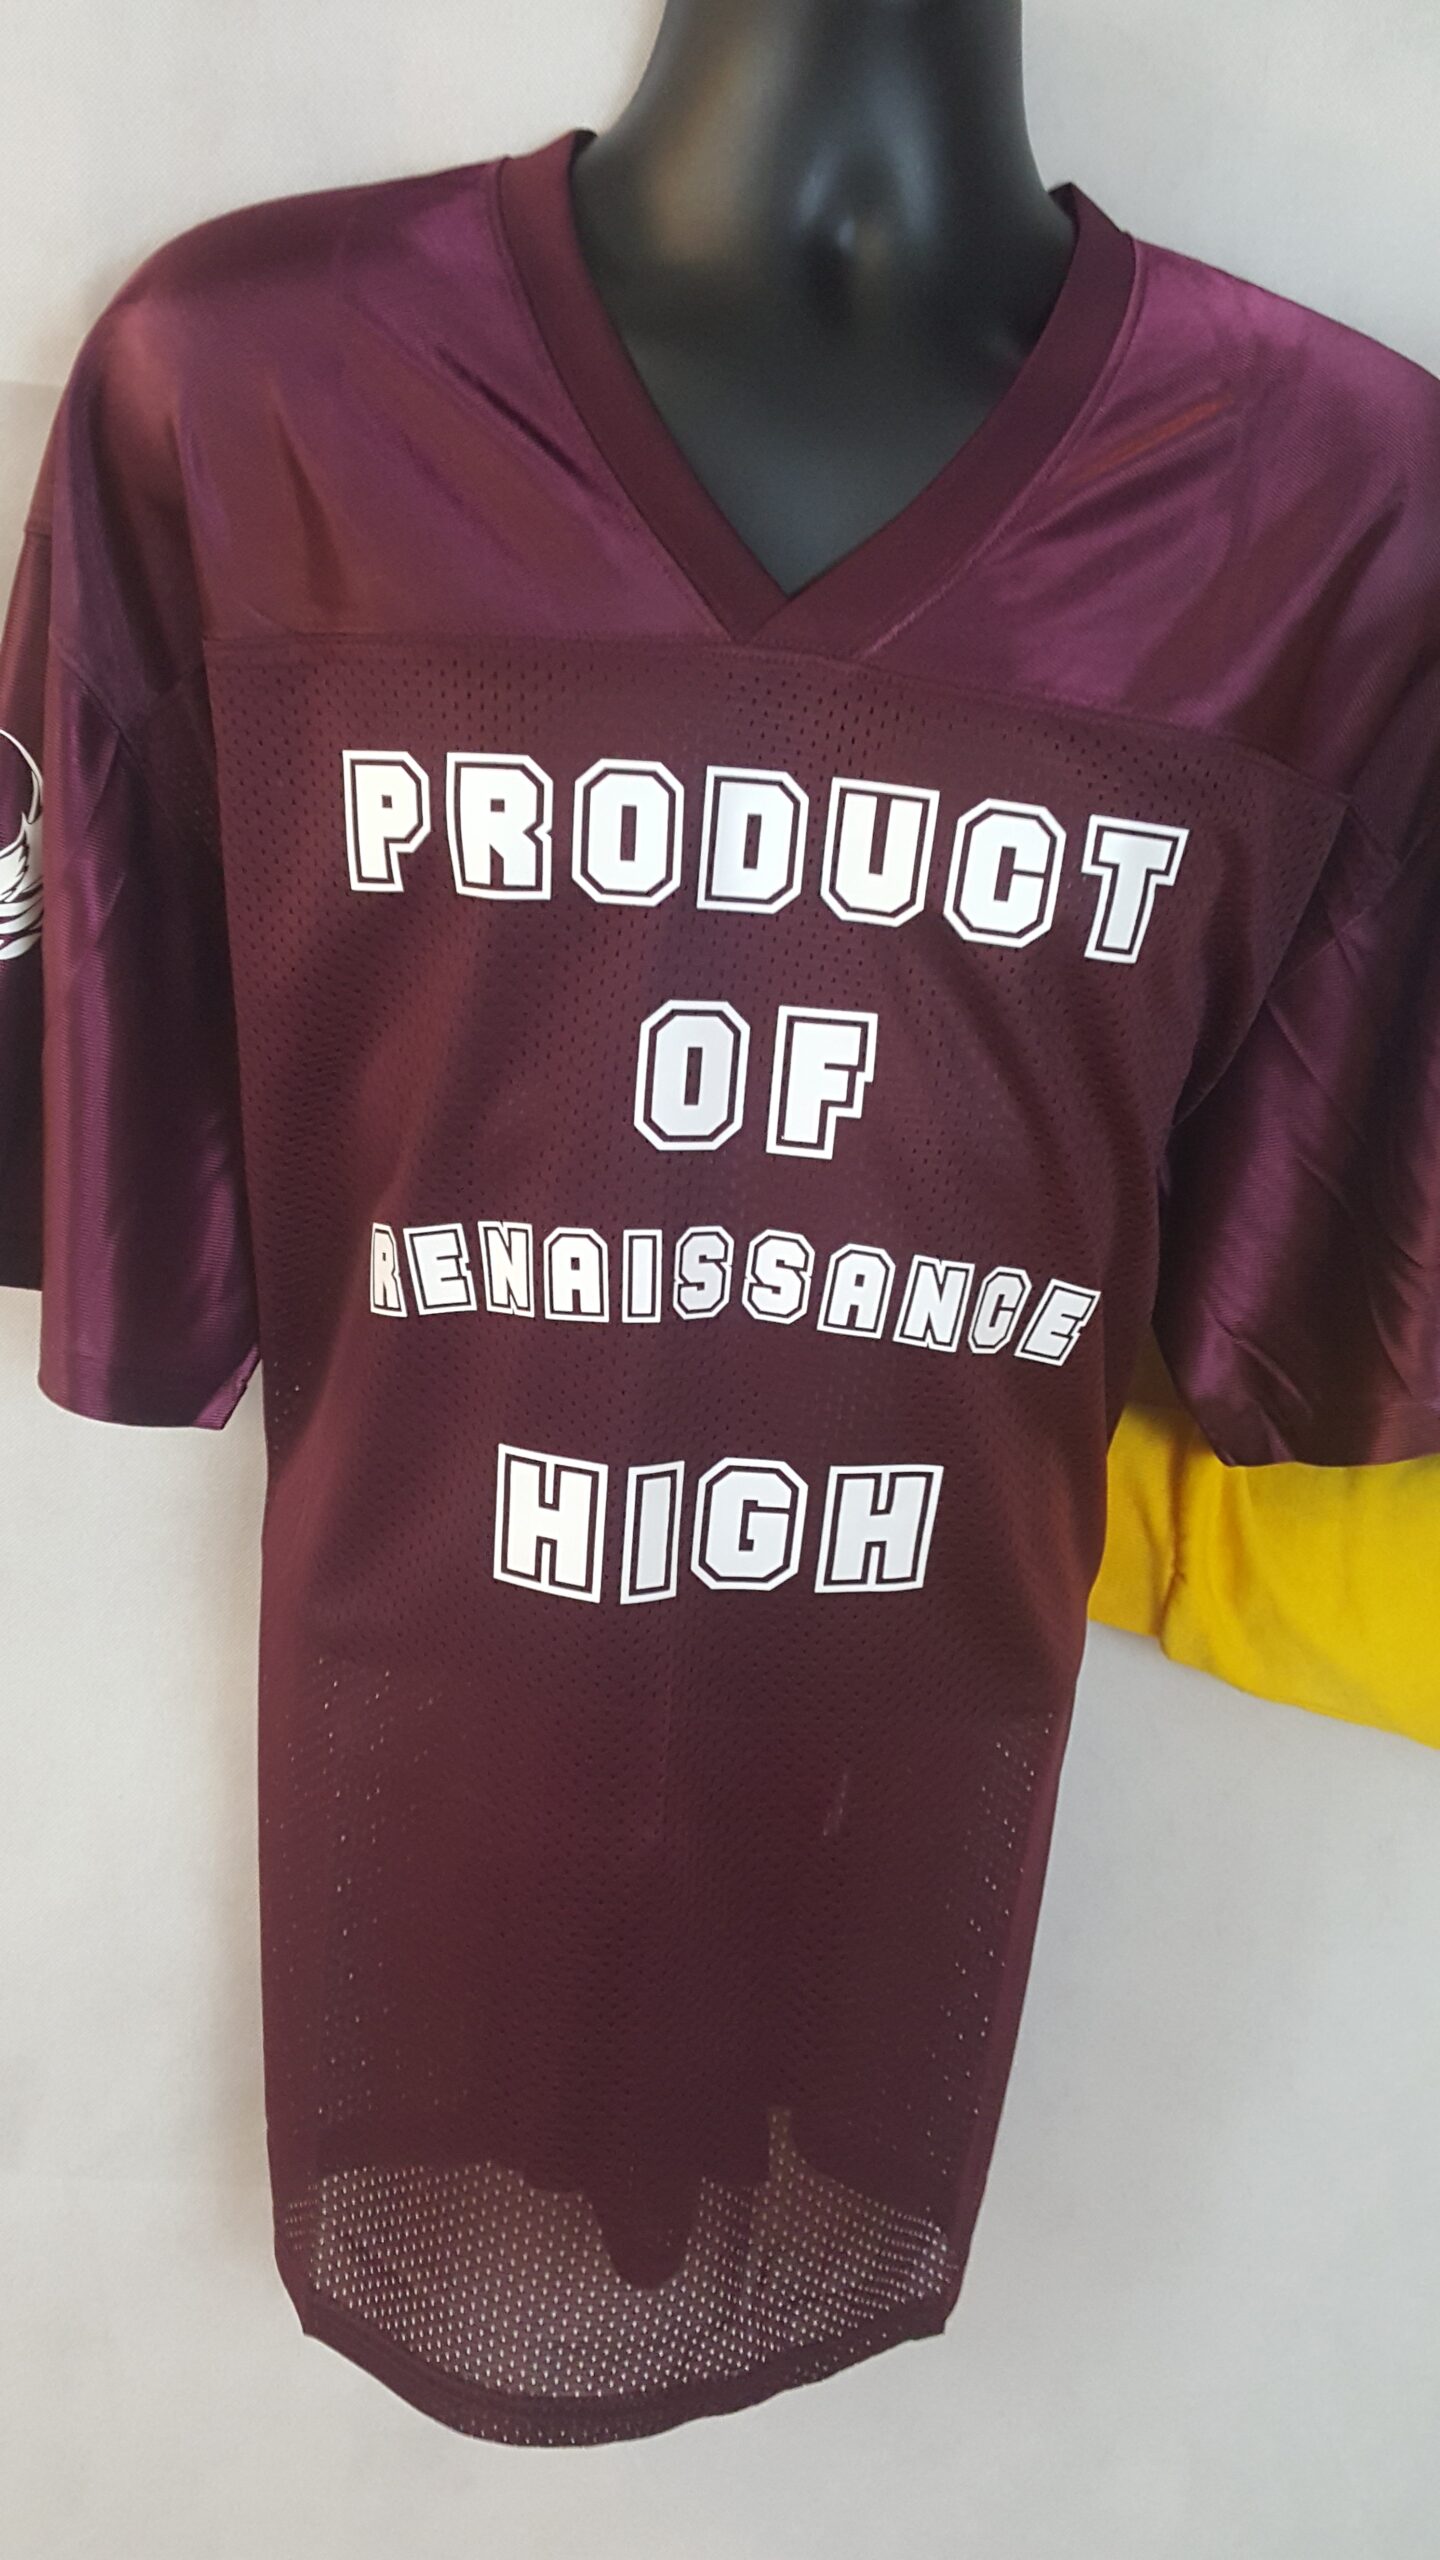 PRODUCT
OF
RENAISSANCE
HIGH